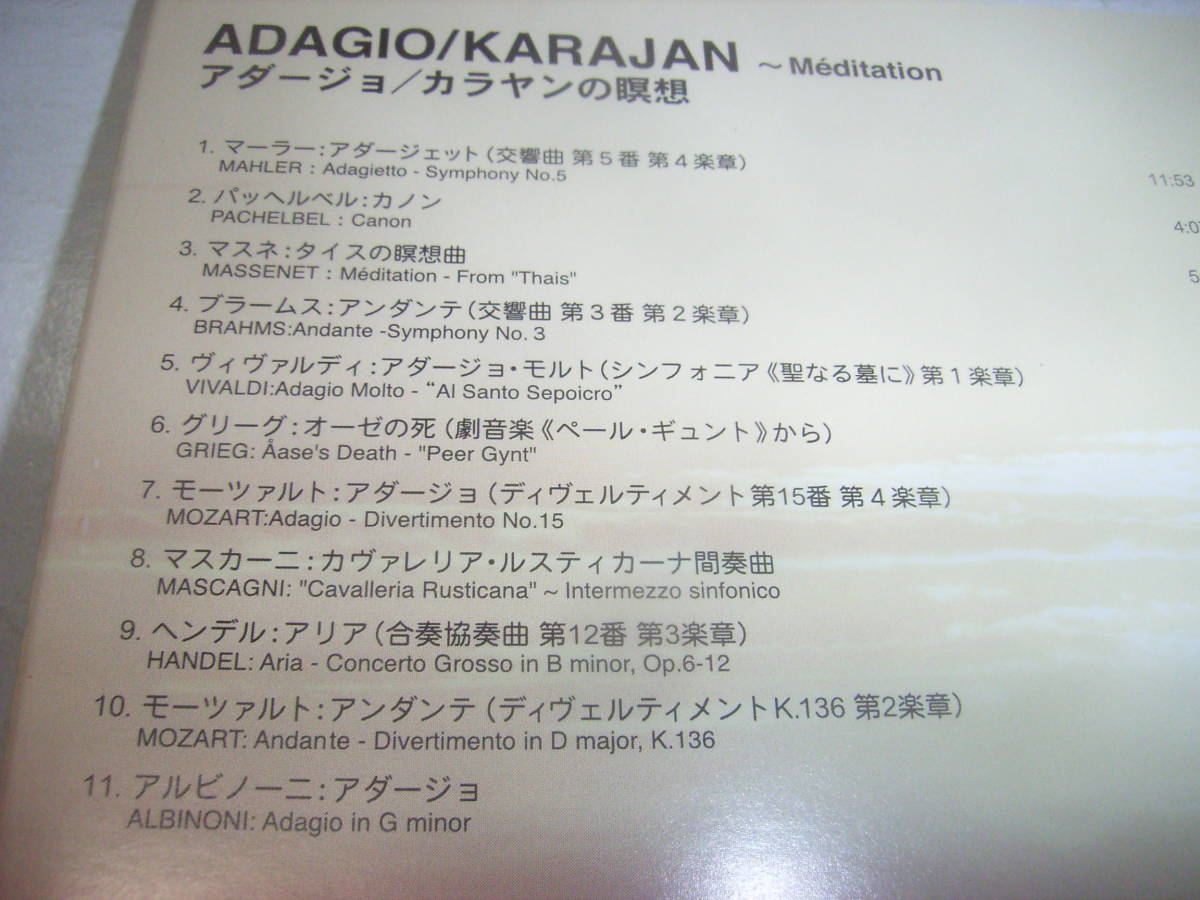 ADAGIO/KARAJAN ~ Méditation
アダージョ/カラヤンの瞑想
1. マーラー:アダージェット(交響曲 第5番 第4楽章)
MAHLER : Adagietto - Symphony No.5
11:53
2. パッヘルベル:カノン
PACHELBEL : Canon
3. マスネ:タイスの瞑想曲
MASSENET : Méditation - From "Thais"
4. ブラームス:アンダンテ(交響曲 第3番 第2楽章)
BRAHMS:Andante -Symphony No. 3
5. ヴィヴァルディ:アダージョ・モルト(シンフォニア《聖なる墓に》第1楽章)
VIVALDI:Adagio Molto - “Al Santo Sepoicro”
6. グリーグ:オーゼの死(劇音楽《ペール・ギュント》から)
GRIEG: Åase's Death - "Peer Gynt"
7. モーツァルト:アダージョ(ディヴェルティメント 第15番 第4楽章)
MOZART:Adagio - Divertimento No.15
8. マスカーニ:カヴァレリア・ルスティカーナ間奏曲
MASCAGNI: "Cavalleria Rusticana" ~ Intermezzo sinfonico
9. ヘンデル:アリア(合奏協奏曲 第12番 第3楽章)
HANDEL: Aria - Concerto Grosso in B minor, Op.6-12
10. モーツァルト:アンダンテ(ディヴェルティメントK.136 第2楽章)
MOZART: Andante - Divertimento in D major, K.136
11. アルビノーニ:アダージョ
ALBINONI: Adagio in G minor